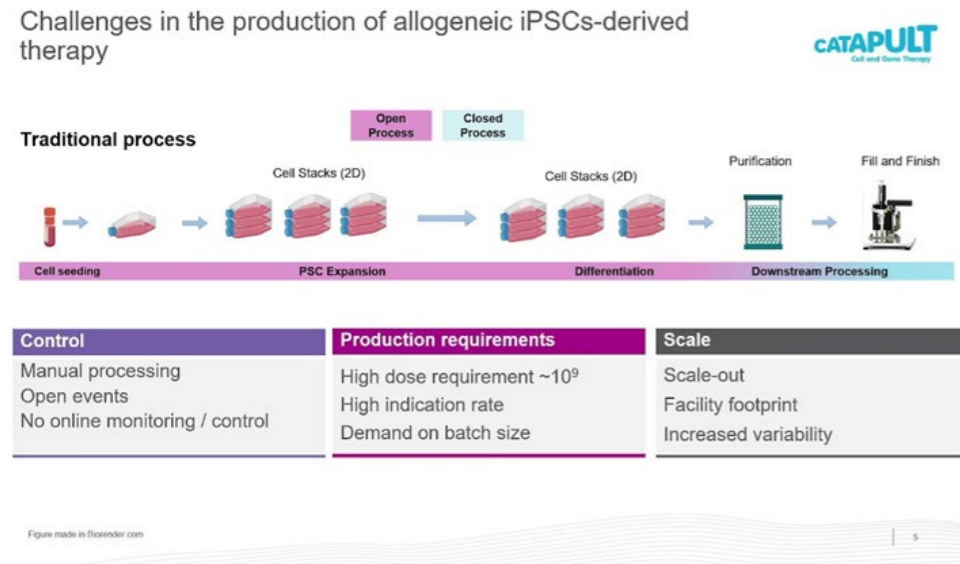 Challenges in the production of allogeneic iPSCs-derived
therapy
CATAPULT
Cell and Gene Therapy
Open
Process
Closed
Process
Traditional process
Cell Stacks (2D)
Cell Stacks (2D)
Purification
Fill and Finish
Cell seeding
PSC Expansion
Differentiation
Downstream Processing
Control
Manual processing
Open events
No online monitoring / control
Production requirements
High dose requirement ~10⁹
High indication rate
Demand on batch size
Scale
Scale-out
Facility footprint
Increased variability
Figure made in Biorender.com
5